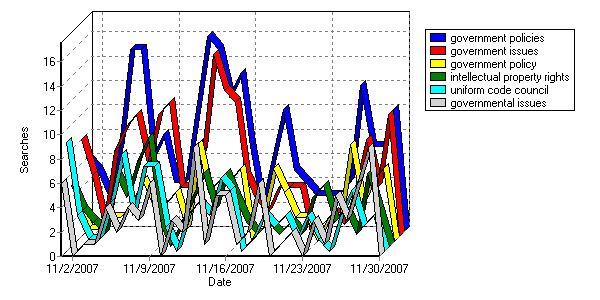 government policies
government issues
government policy
intellectual property rights
uniform code council
governmental issues
Searches
16
14
12
10
8
6
4
2
0
11/2/2007 11/9/2007 11/16/2007 11/23/2007 11/30/2007
Date